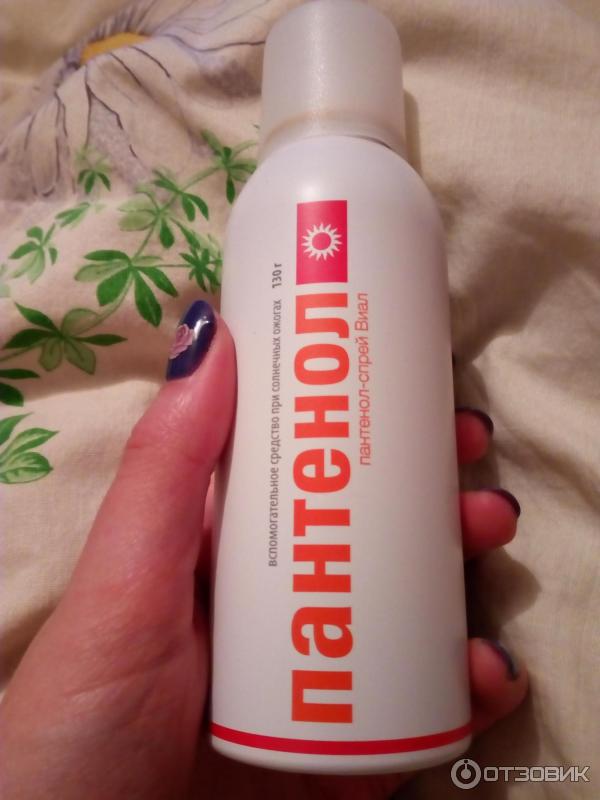 вспомогательное средство при солнечных ожогах 130 г
пантенол
пантенол-спрей Виал
ОТЗОВИК